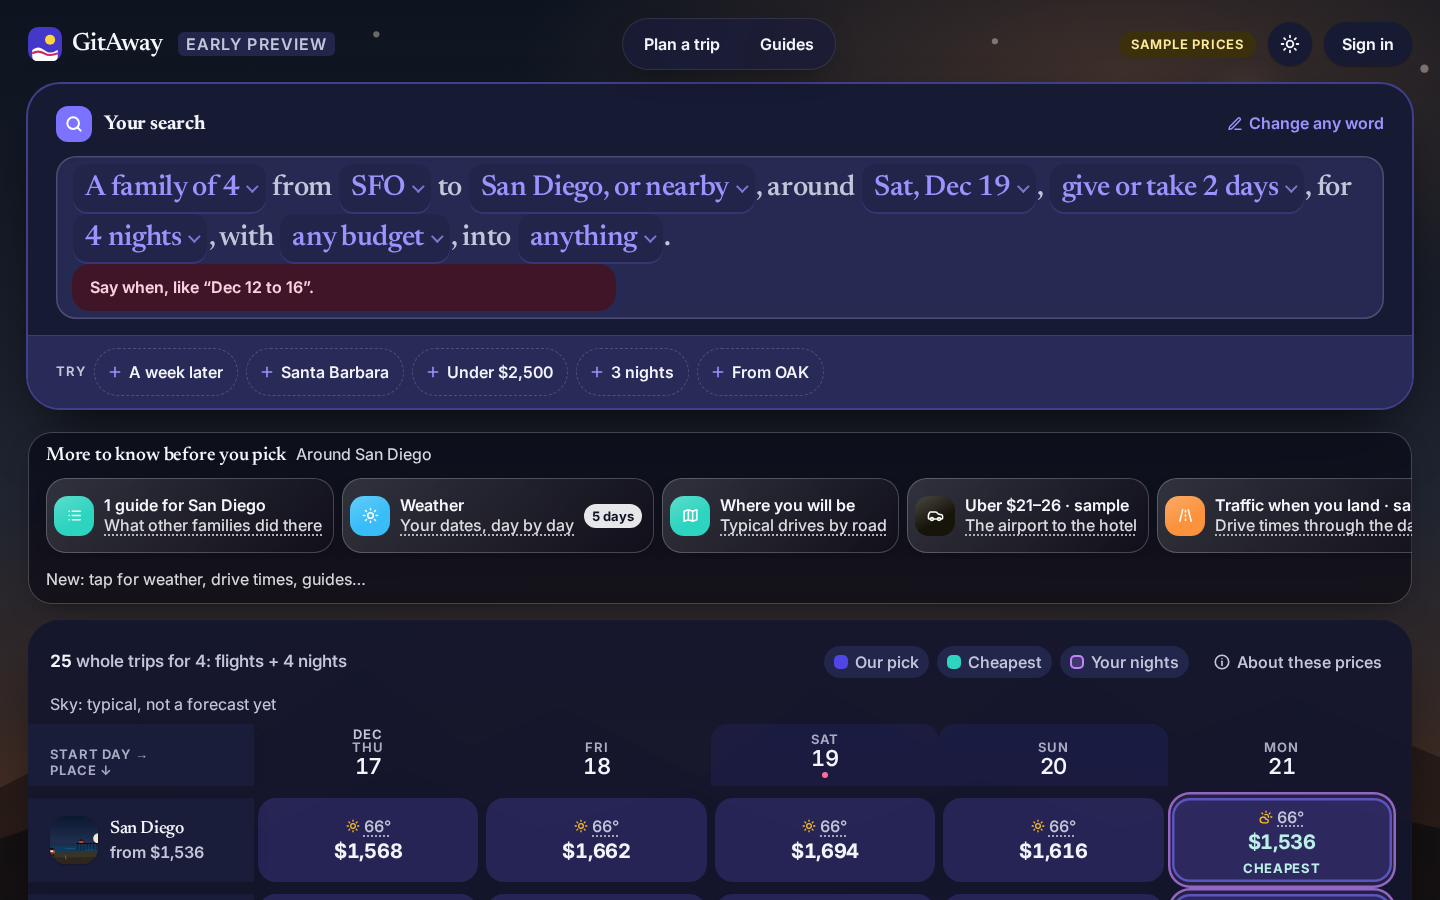 GitAway EARLY PREVIEW
Plan a trip Guides
SAMPLE PRICES Sign in
Your search
Change any word
A family of 4 from SFO to San Diego, or nearby , around Sat, Dec 19 , give or take 2 days , for
4 nights , with any budget , into anything .
Say when, like “Dec 12 to 16”.
TRY + A week later + Santa Barbara + Under $2,500 + 3 nights + From OAK
More to know before you pick Around San Diego
1 guide for San Diego
What other families did there
Weather
Your dates, day by day
5 days
Where you will be
Typical drives by road
Uber $21–26 · sample
The airport to the hotel
Traffic when you land · sa
Drive times through the da
New: tap for weather, drive times, guides...
25 whole trips for 4: flights + 4 nights
Our pick Cheapest Your nights About these prices
Sky: typical, not a forecast yet
START DAY →
PLACE ↓
DEC
THU
17
FRI
18
SAT
19
SUN
20
MON
21
San Diego
from $1,536
66°
$1,568
66°
$1,662
66°
$1,694
66°
$1,616
66°
$1,536
CHEAPEST